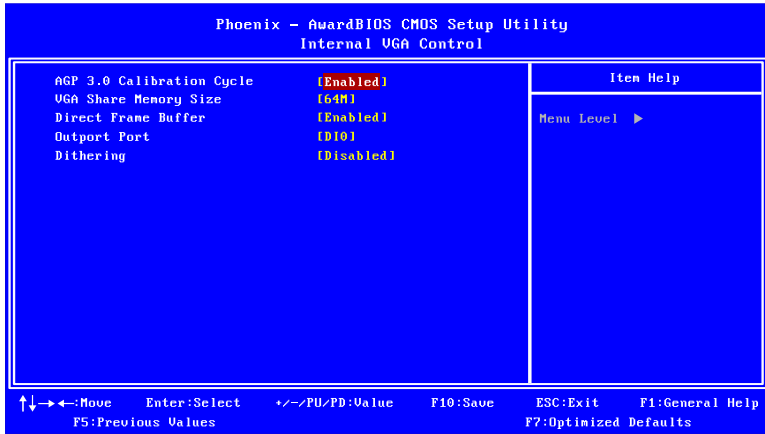 Phoenix - AwardBIOS CMOS Setup Utility
Internal VGA Control
AGP 3.0 Calibration Cycle [Enabled]
VGA Share Memory Size [64M]
Direct Frame Buffer [Enabled]
Outport Port [DI0]
Dithering [Disabled]
Item Help
Menu Level ▶
↑↓→←:Move Enter:Select +/-/PU/PD:Value F10:Save ESC:Exit F1:General Help
F5:Previous Values F7:Optimized Defaults